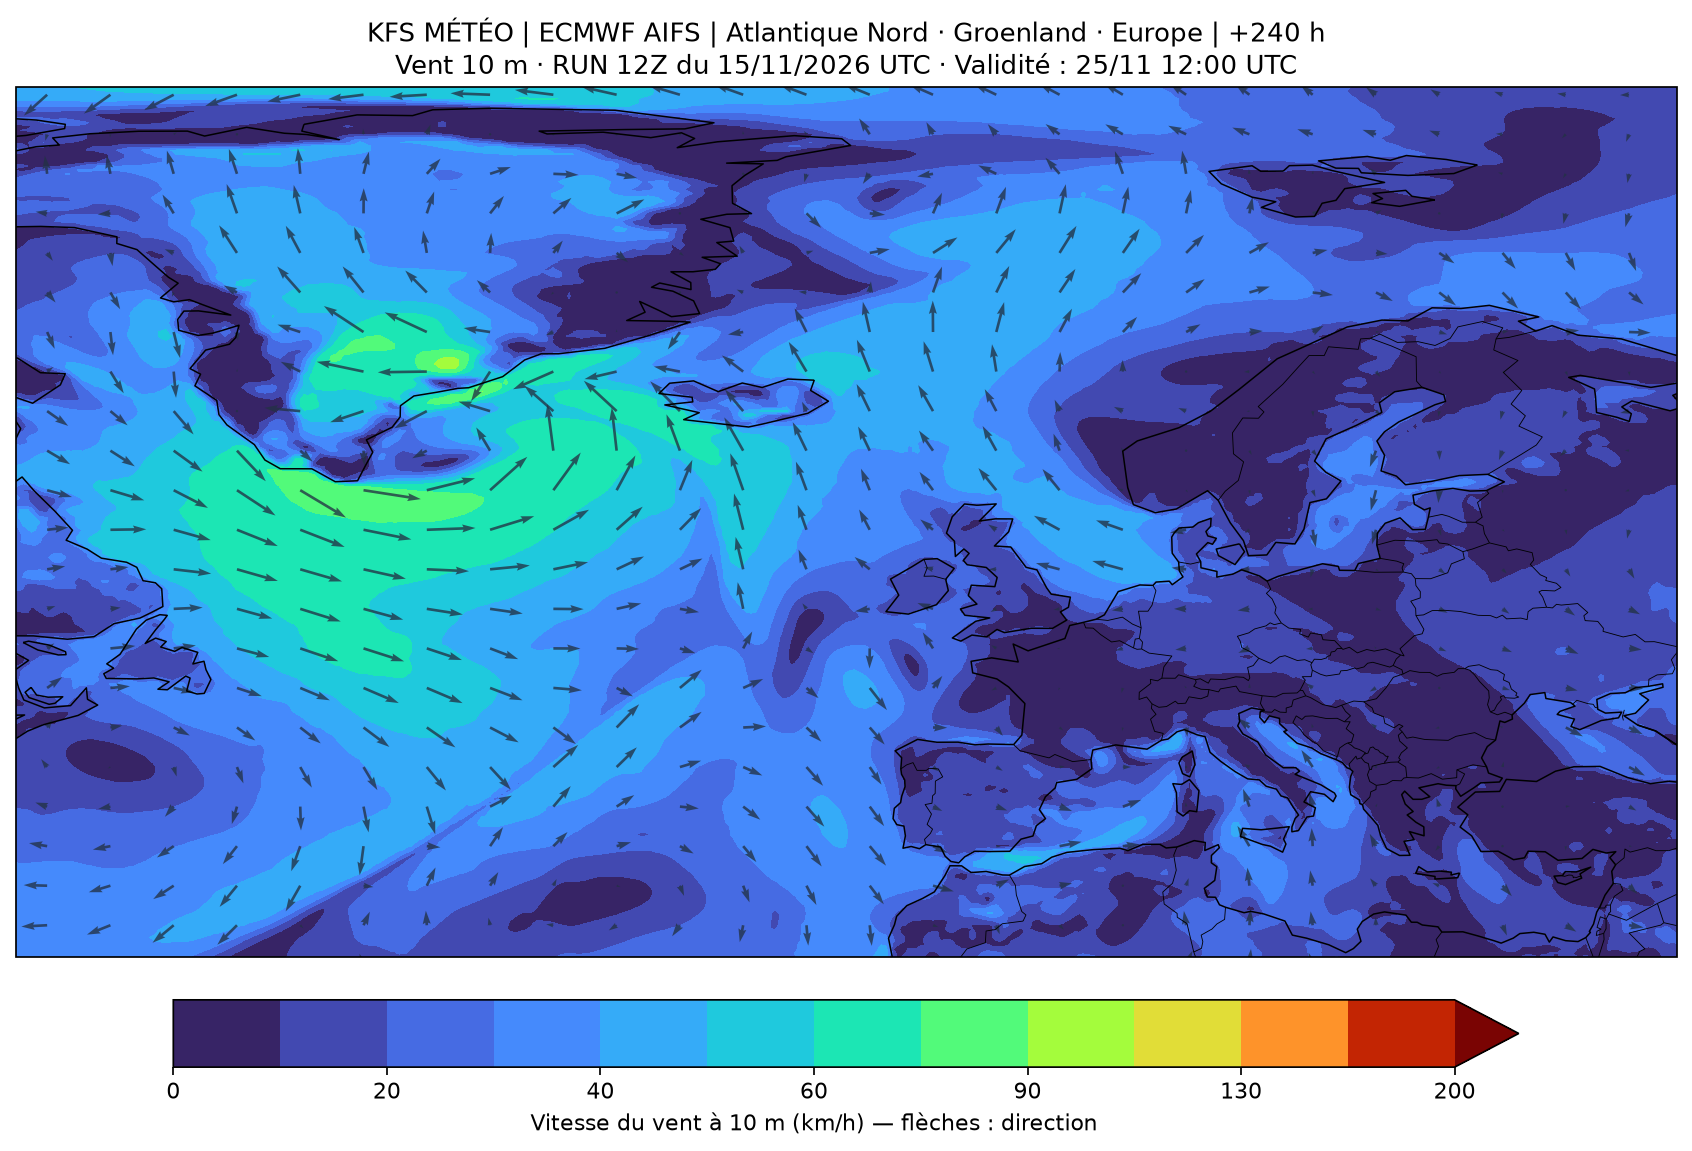 KFS MÉTÉO | ECMWF AIFS | Atlantique Nord · Groenland · Europe | +240 h
Vent 10 m · RUN 12Z du 15/11/2026 UTC · Validité : 25/11 12:00 UTC
0 20 40 60 90 130 200
Vitesse du vent à 10 m (km/h) — flèches : direction